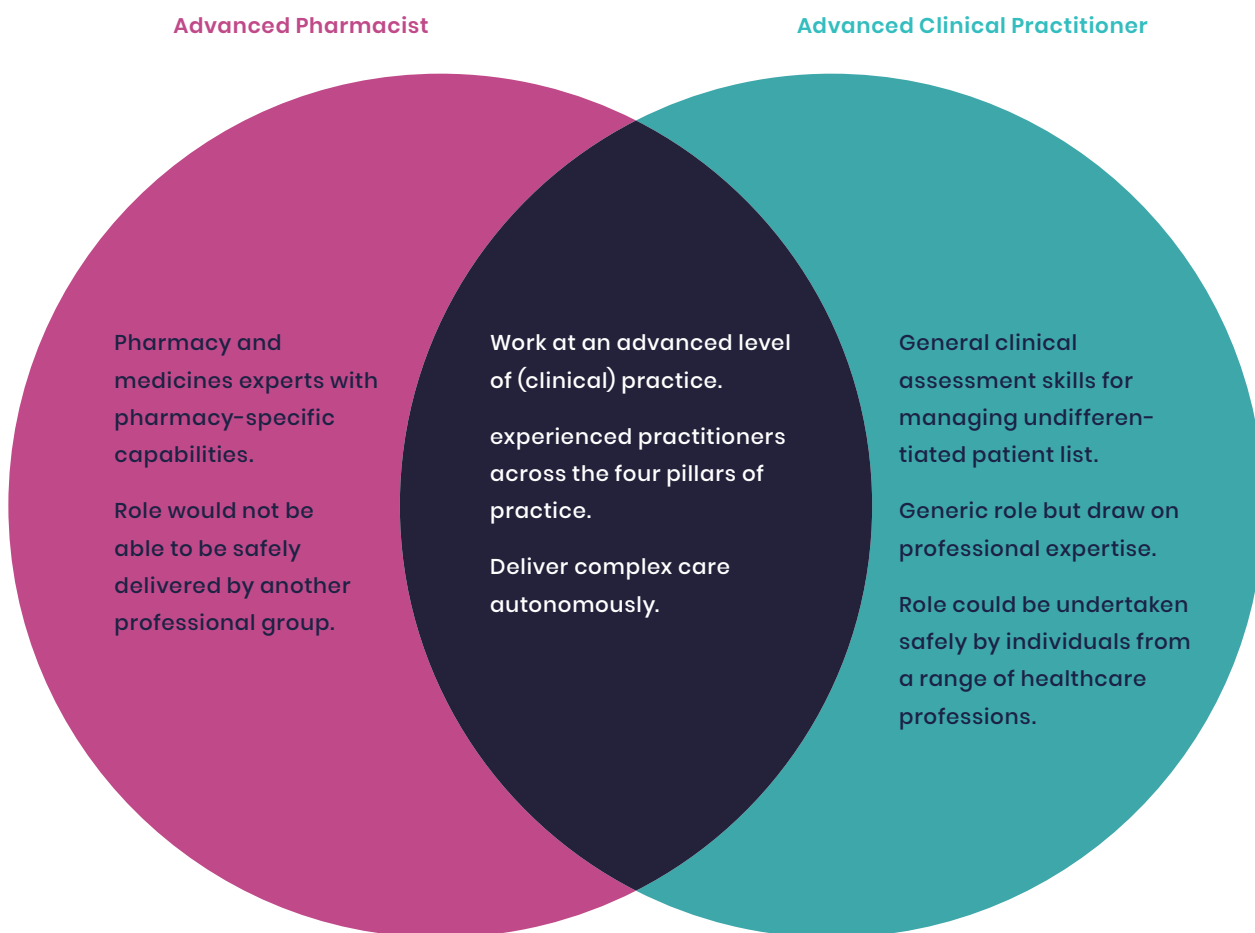 Advanced Pharmacist
Advanced Clinical Practitioner
Pharmacy and
medicines experts with
pharmacy-specific
capabilities.
Role would not be
able to be safely
delivered by another
professional group.
Work at an advanced level
of (clinical) practice.
experienced practitioners
across the four pillars of
practice.
Deliver complex care
autonomously.
General clinical
assessment skills for
managing undifferen-
tiated patient list.
Generic role but draw on
professional expertise.
Role could be undertaken
safely by individuals from
a range of healthcare
professions.